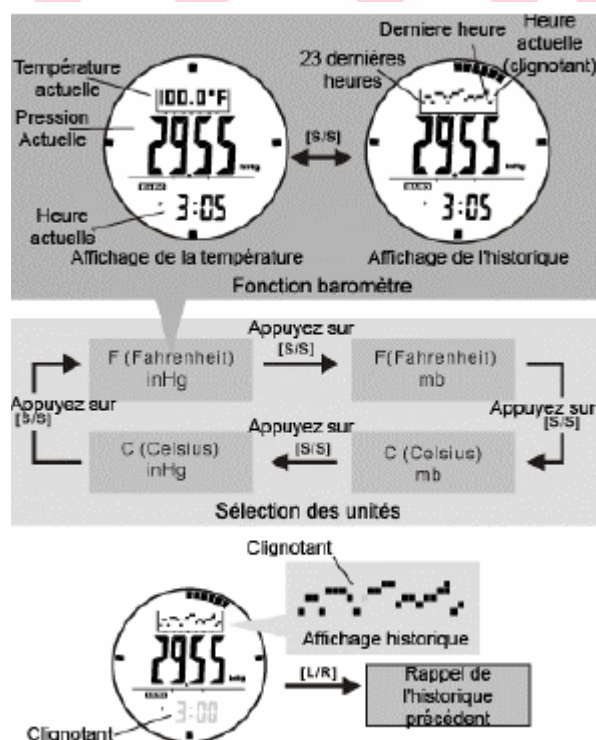 Derniere heure
Heure
actuelle
(clignotant)
23 dernières
heures
Température
actuelle
100.0°F
Pression
Actuelle
2955
inHg
[S/S]
2955
inHg
Heure
actuelle
3:05
3:05
Affichage de la température
Affichage de l'historique
Fonction baromètre
Appuyez sur
[S/S]
F (Fahrenheit)
inHg
F(Fahrenheit)
mb
Appuyez sur
[S/S]
Appuyez sur
[S/S]
Appuyez sur
[S/S]
C (Celsius)
inHg
C (Celsius)
mb
Sélection des unités
Clignotant
Affichage historique
2955
[L/R]
Rappel de
l'historique
précédent
3:00
Clignotant